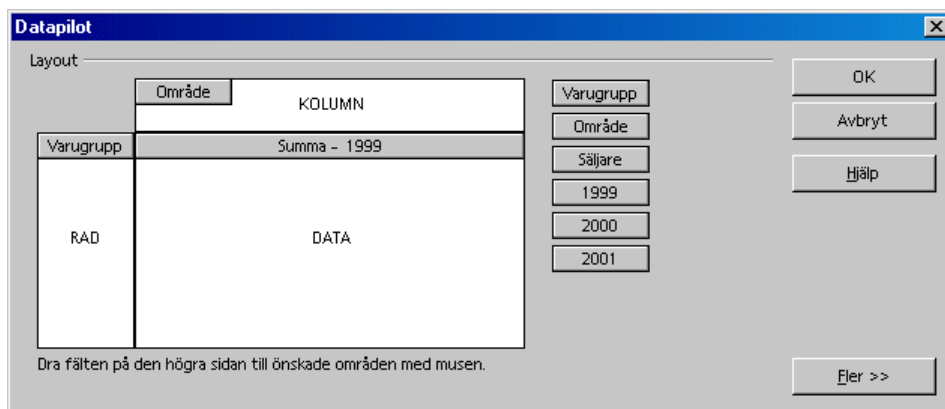 Datapilot
Layout
Område
KOLUMN
Varugrupp
Summa - 1999
RAD
DATA
Varugrupp
Område
Säljare
1999
2000
2001
OK
Avbryt
Hjälp
Dra fälten på den högra sidan till önskade områden med musen.
Fler >>